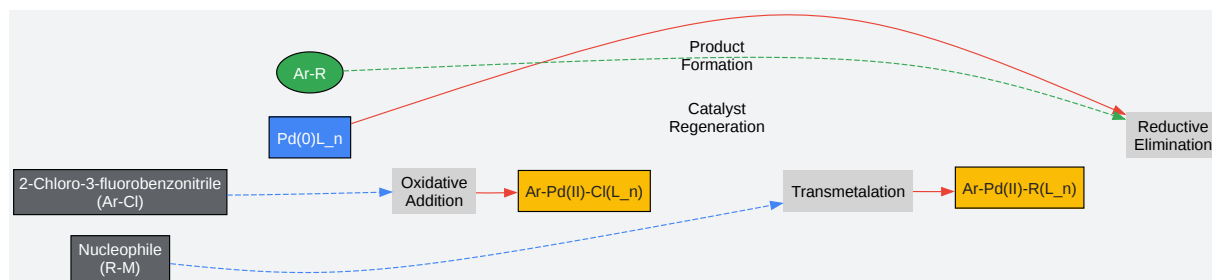 Product
Formation
Ar-R
Catalyst
Regeneration
Pd(0)L_n
Reductive
Elimination
2-Chloro-3-fluorobenzonitrile
(Ar-Cl)
Oxidative
Addition
Ar-Pd(II)-Cl(L_n)
Transmetalation
Ar-Pd(II)-R(L_n)
Nucleophile
(R-M)